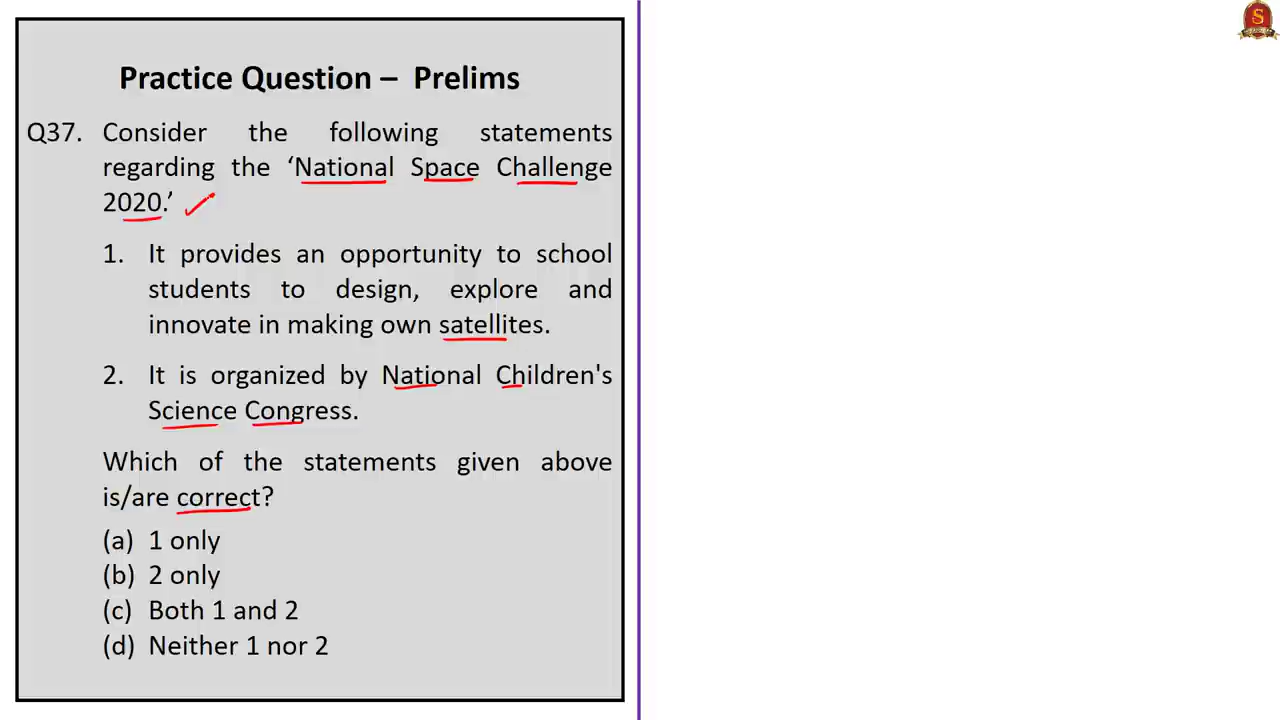 Practice Question – Prelims
Q37. Consider the following statements
regarding the ‘National Space Challenge
2020.’
1. It provides an opportunity to school
students to design, explore and
innovate in making own satellites.
2. It is organized by National Children's
Science Congress.
Which of the statements given above
is/are correct?
(a) 1 only
(b) 2 only
(c) Both 1 and 2
(d) Neither 1 nor 2
S